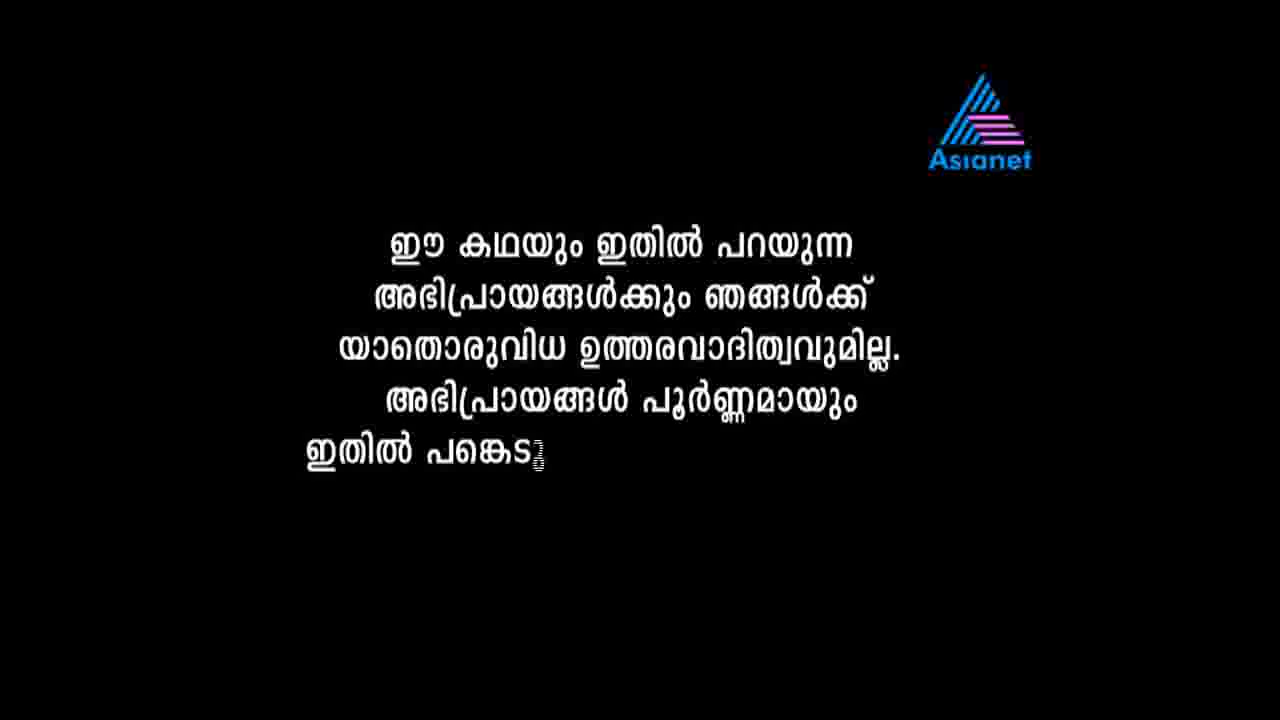 Asianet
ഈ കഥയും ഇതിൽ പറയുന്ന
അഭിപ്രായങ്ങൾക്കും ഞങ്ങൾക്ക്
യാതൊരുവിധ ഉത്തരവാദിത്വവുമില്ല.
അഭിപ്രായങ്ങൾ പൂർണ്ണമായും
ഇതിൽ പങ്കെടു